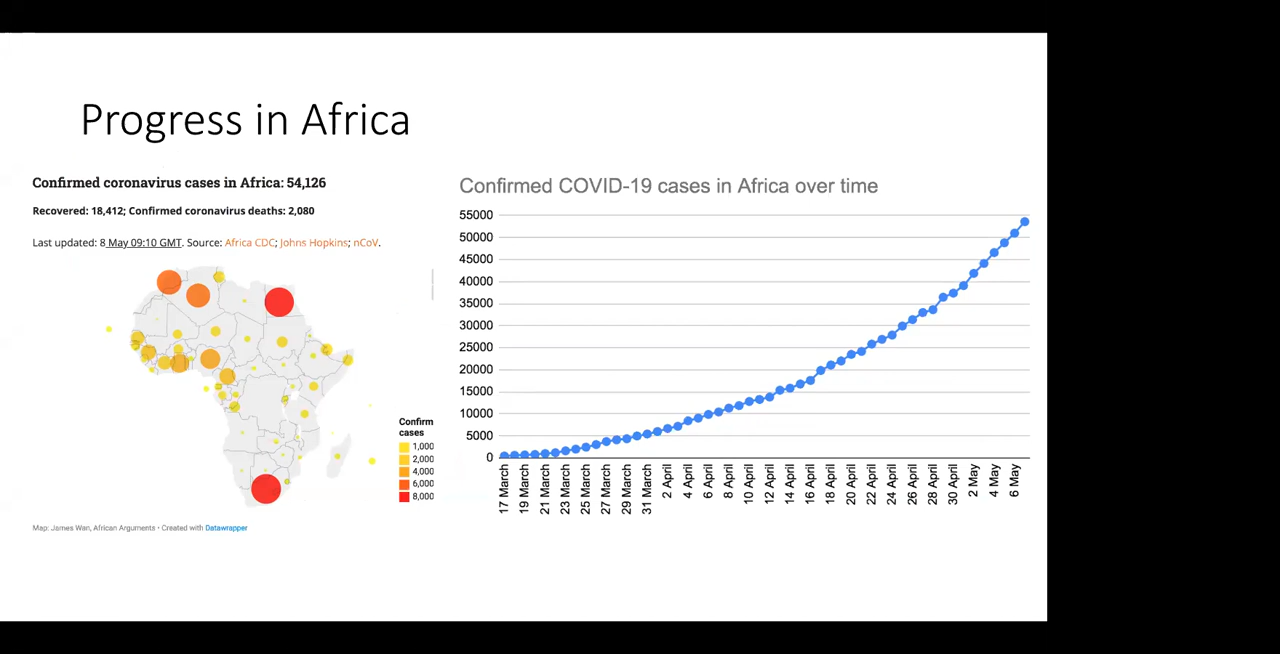 Progress in Africa
Confirmed coronavirus cases in Africa: 54,126
Recovered: 18,412; Confirmed coronavirus deaths: 2,080
Last updated: 8 May 09:10 GMT. Source: Africa CDC; Johns Hopkins; nCoV.
Confirm
cases
1,000
2,000
4,000
6,000
8,000
Map: James Wan, African Arguments • Created with Datawrapper
Confirmed COVID-19 cases in Africa over time
55000
50000
45000
40000
35000
30000
25000
20000
15000
10000
5000
0
17 March
19 March
21 March
23 March
25 March
27 March
29 March
31 March
2 April
4 April
6 April
8 April
10 April
12 April
14 April
16 April
18 April
20 April
22 April
24 April
26 April
28 April
30 April
2 May
4 May
6 May